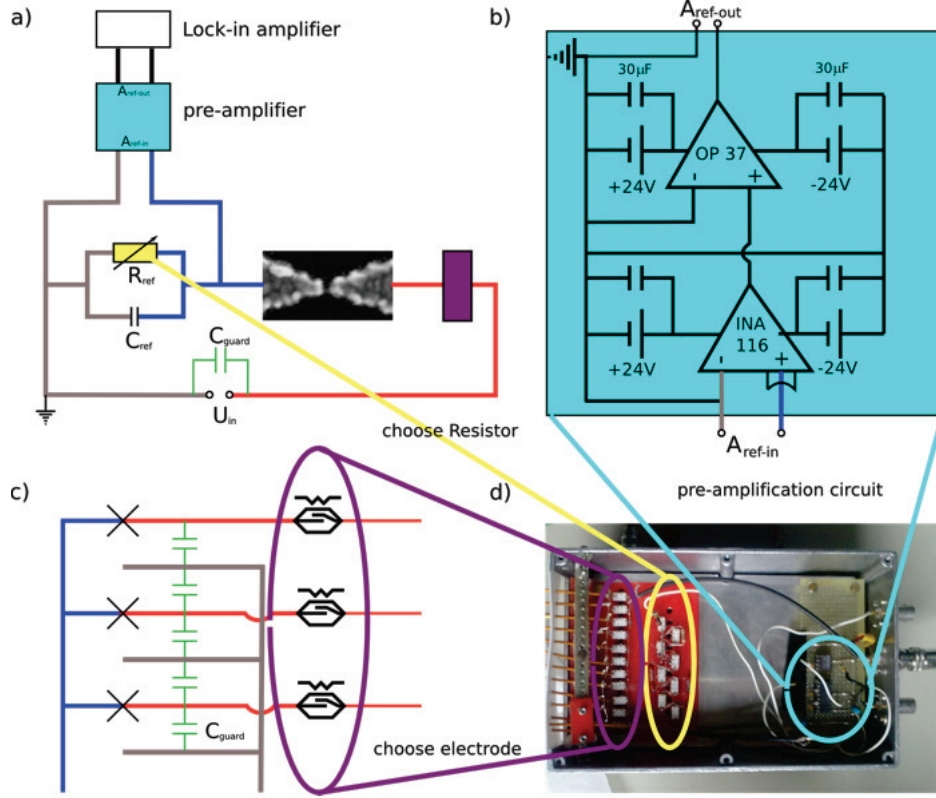 a)
Lock-in amplifier
Aref-out
pre-amplifier
Aref-in
Rref
Cref
Cguard
Uin
choose Resistor
b)
Aref-out
30μF
30μF
OP 37
-
+
+24V
-24V
INA
116
-
+
+24V
-24V
Aref-in
pre-amplification circuit
c)
Cguard
choose electrode
d)